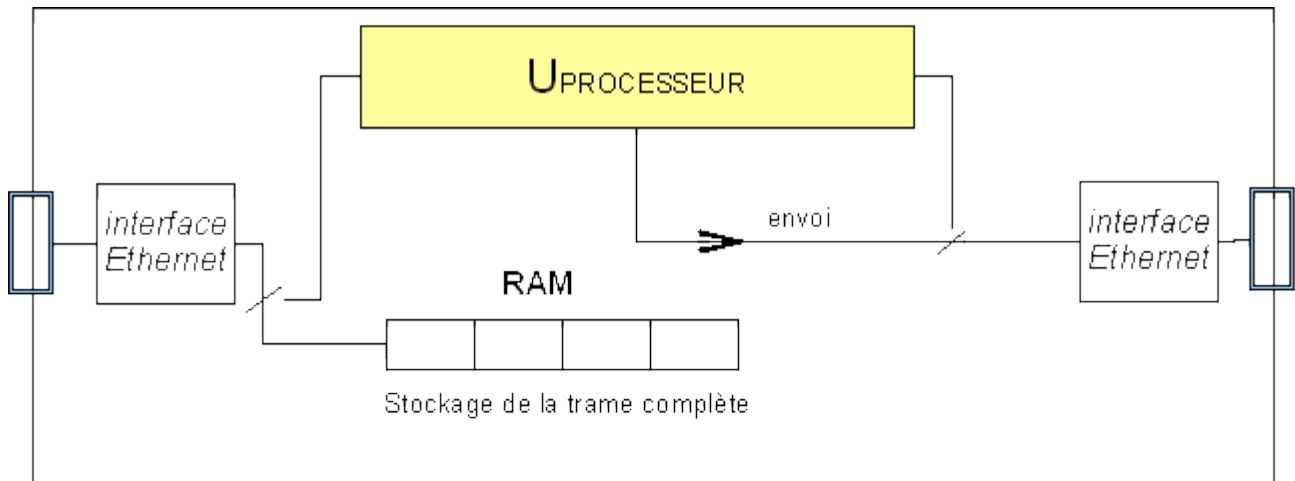 UPROCESSEUR
interface
Ethernet
envoi
interface
Ethernet
RAM
Stockage de la trame complète